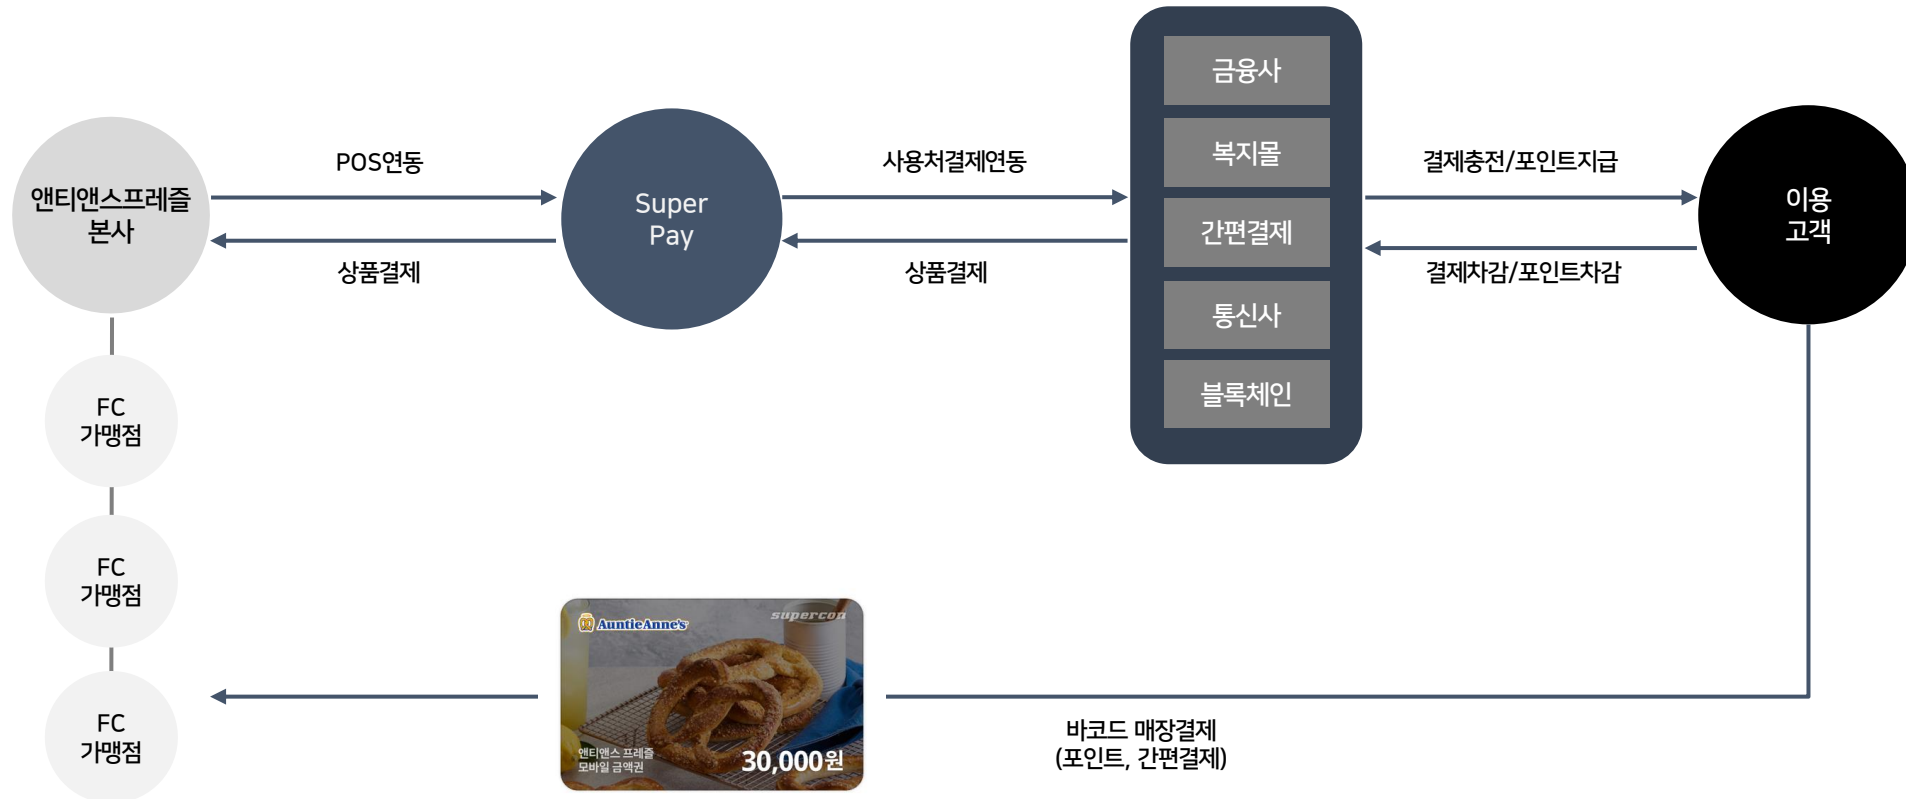 앤티앤스프레즐
본사
POS연동
상품결제
Super
Pay
사용처결제연동
상품결제
금융사
복지몰
간편결제
통신사
블록체인
결제충전/포인트지급
결제차감/포인트차감
이용
고객
FC
가맹점
FC
가맹점
FC
가맹점
Auntie Anne's
supercon
앤티앤스 프레즐
모바일 금액권
30,000원
바코드 매장결제
(포인트, 간편결제)